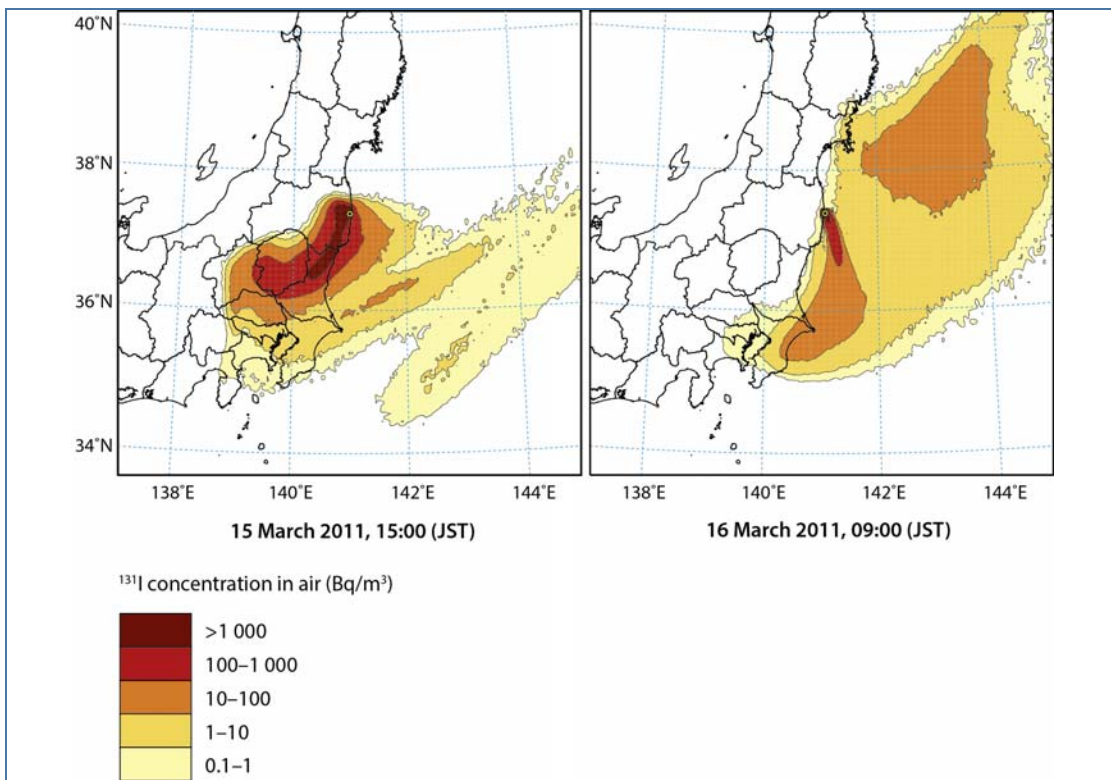 40°N
38°N
36°N
34°N
138°E 140°E 142°E 144°E 138°E 140°E 142°E 144°E
15 March 2011, 15:00 (JST) 16 March 2011, 09:00 (JST)
¹³¹I concentration in air (Bq/m³)
>1 000
100–1 000
10–100
1–10
0.1–1